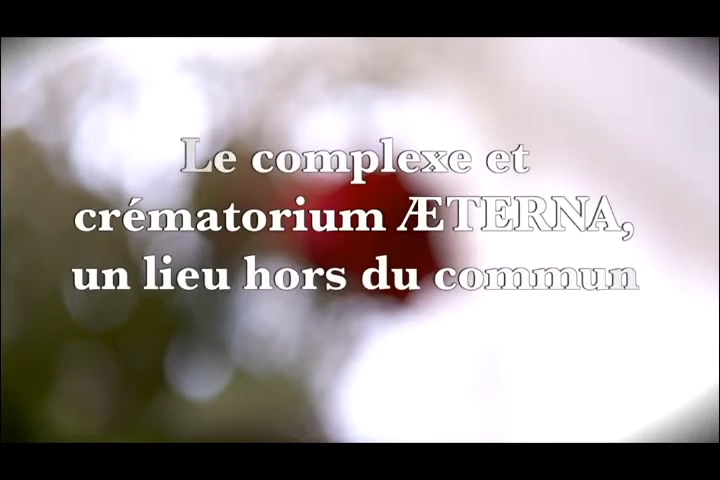 Le complexe et
crématorium ÆTERNA,
un lieu hors du commun